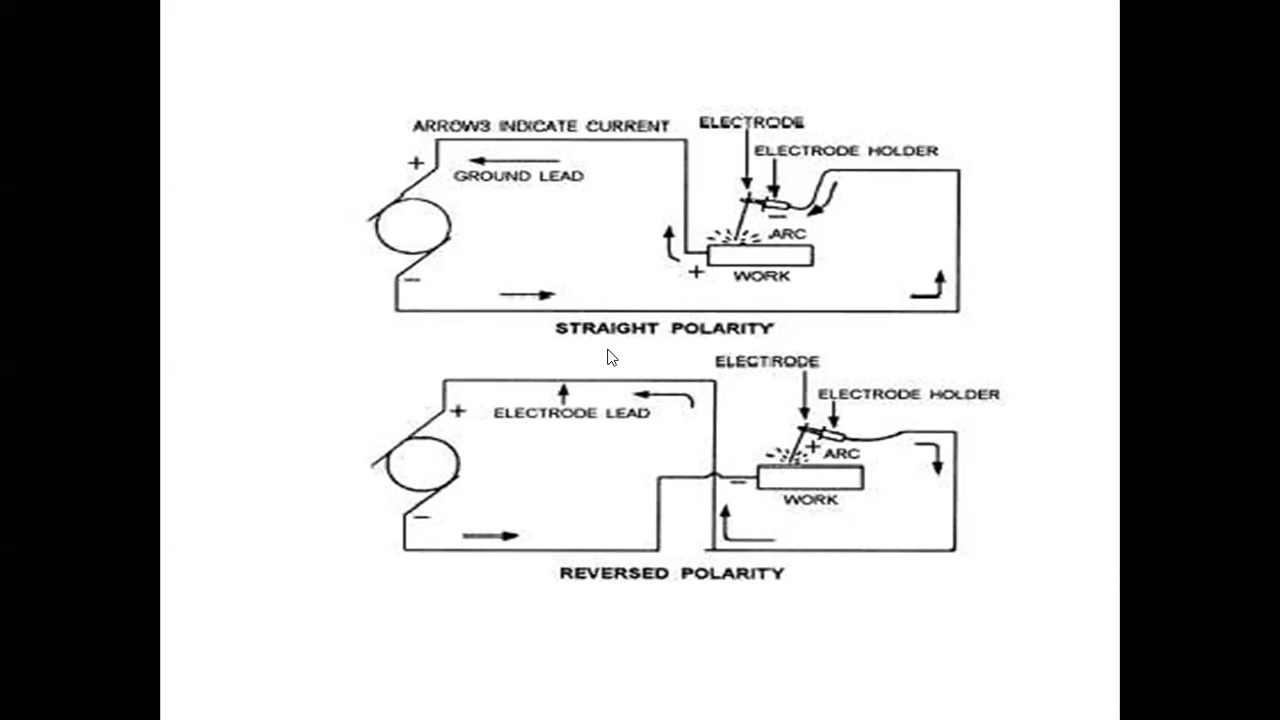 ARROW3 INDICATE CURRENT
ELECTRODE
ELECTRODE HOLDER
+
GROUND LEAD
−
ARC
+
WORK
−
STRAIGHT POLARITY
ELECTRODE
ELECTRODE HOLDER
+
ELECTRODE LEAD
+
ARC
−
WORK
−
REVERSED POLARITY